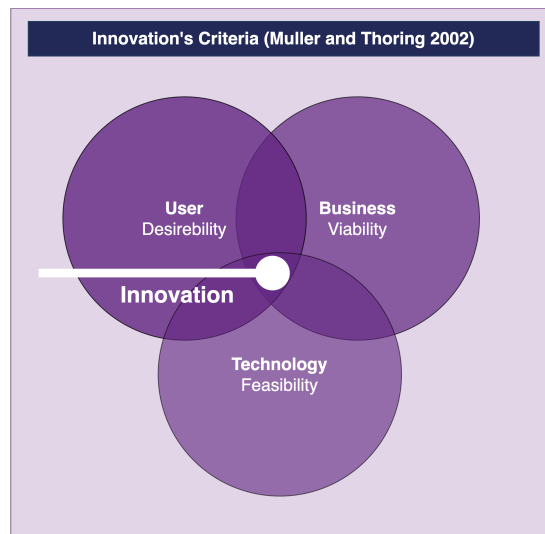 Innovation's Criteria (Muller and Thoring 2002)
User
Desirebility
Business
Viability
Innovation
Technology
Feasibility